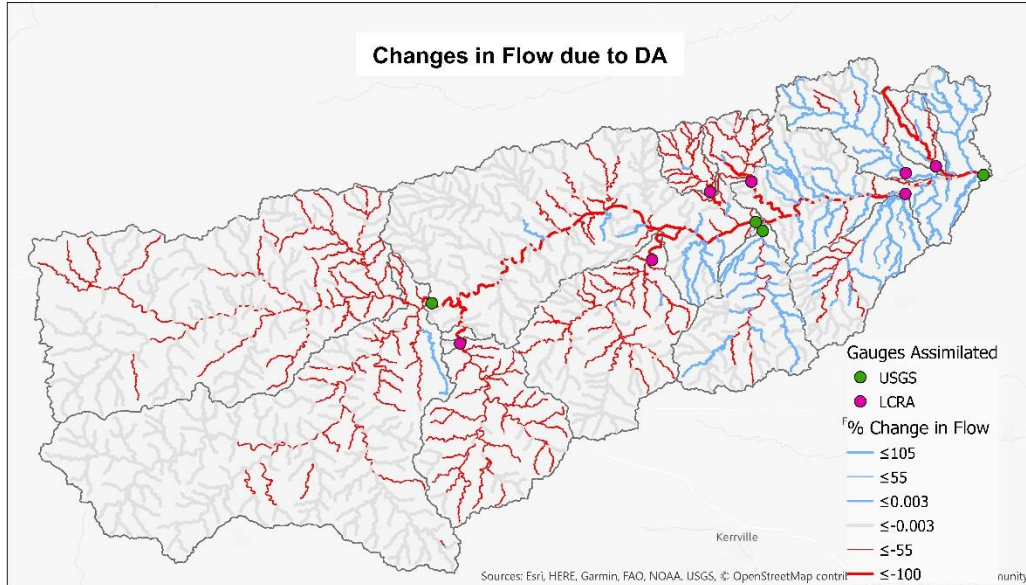 Changes in Flow due to DA
Gauges Assimilated
USGS
LCRA
F% Change in Flow
≤105
≤55
≤0.003
≤-0.003
≤-55
≤-100
Kerrville
Sources: Esri, HERE, Garmin, FAO, NOAA, USGS, © OpenStreetMap